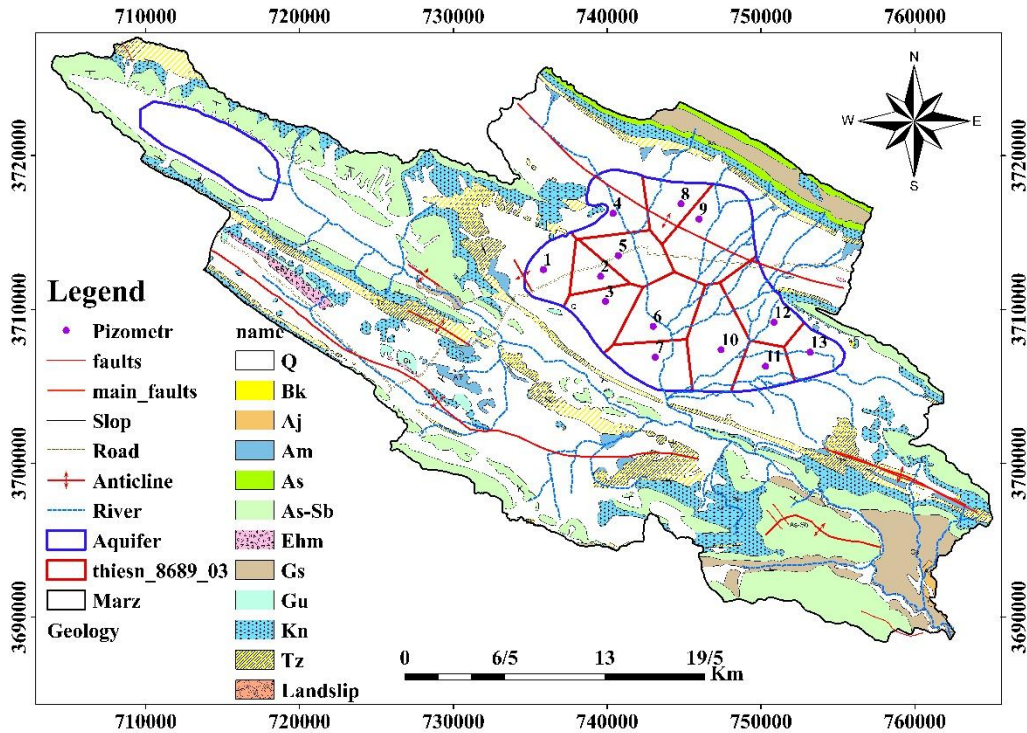 710000 720000 730000 740000 750000 760000
3720000 3710000 3700000 3690000
3720000 3710000 3700000 3690000
N
W E
S
8
4 9
5
1 2
3
12
6
10 13
7 11
As-Sb
Legend
Pizometr
faults
main_faults
Slop
Road
Anticline
River
Aquifer
thiesn_8689_03
Marz
Geology
name
Q
Bk
Aj
Am
As
As-Sb
Ehm
Gs
Gu
Kn
Tz
Landslip
0 6/5 13 19/5
Km
710000 720000 730000 740000 750000 760000